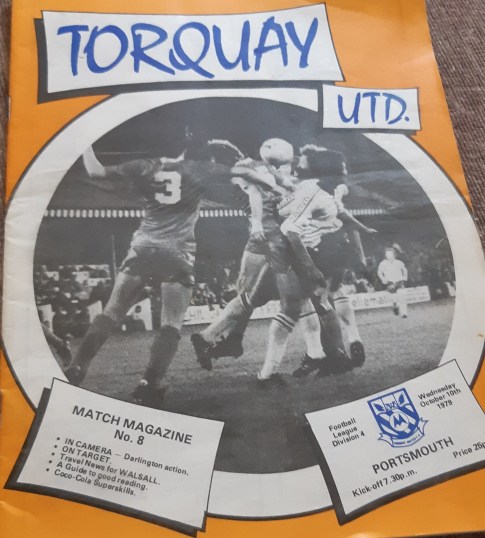 TORQUAY
UTD.
3
MATCH MAGAZINE
No. 8
• IN CAMERA — Darlington action.
• ON TARGET.
• Travel News for WALSALL.
• A Guide to good reading.
• Coca-Cola Superskills.
Football
League
Division 4
Wednesday
October 10th
1979
PORTSMOUTH
Kick-off 7.30p.m.
Price 25p